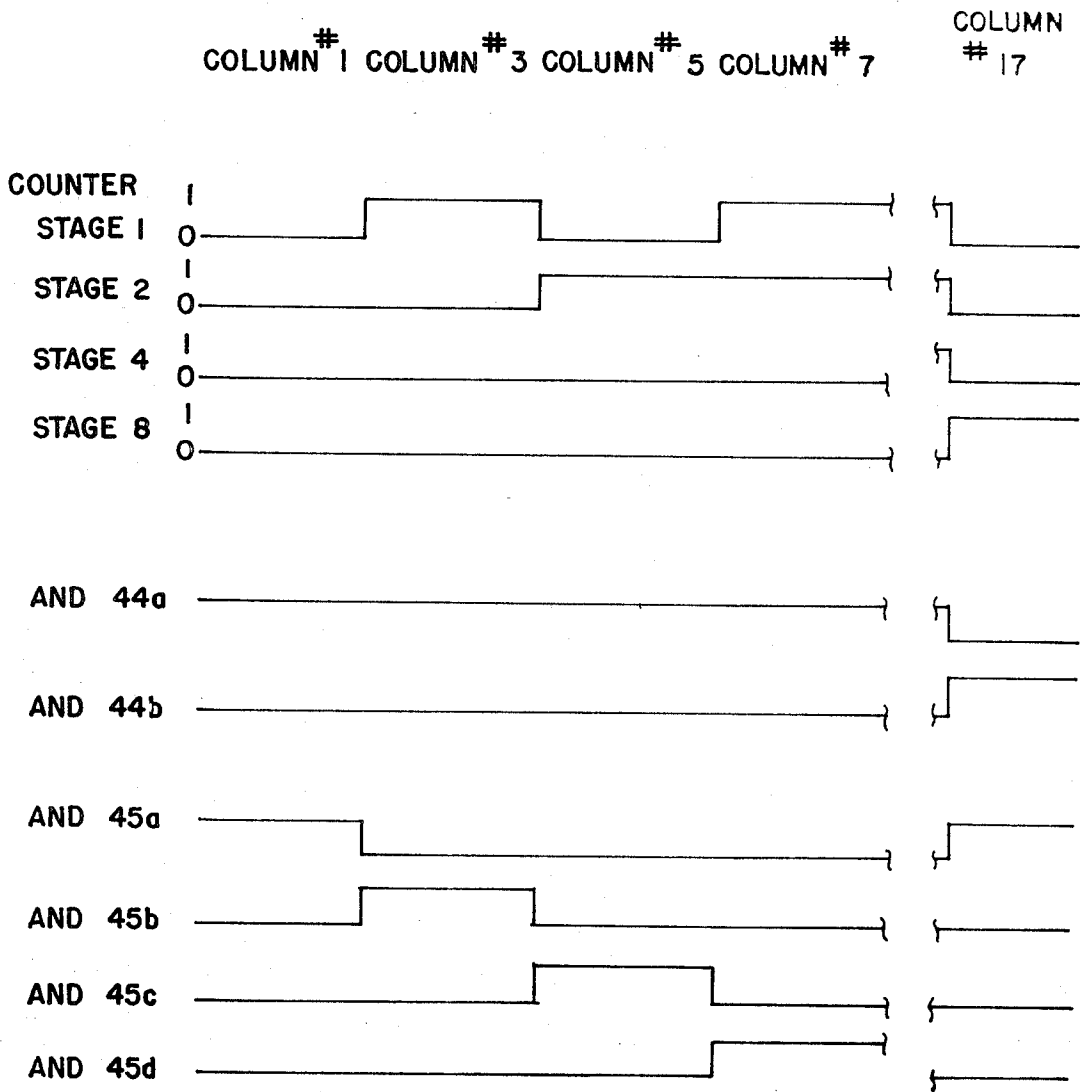 COLUMN #1 COLUMN #3 COLUMN #5 COLUMN #7 COLUMN #17
COUNTER
STAGE 1 1 0
STAGE 2 1 0
STAGE 4 1 0
STAGE 8 1 0
AND 44a
AND 44b
AND 45a
AND 45b
AND 45c
AND 45d